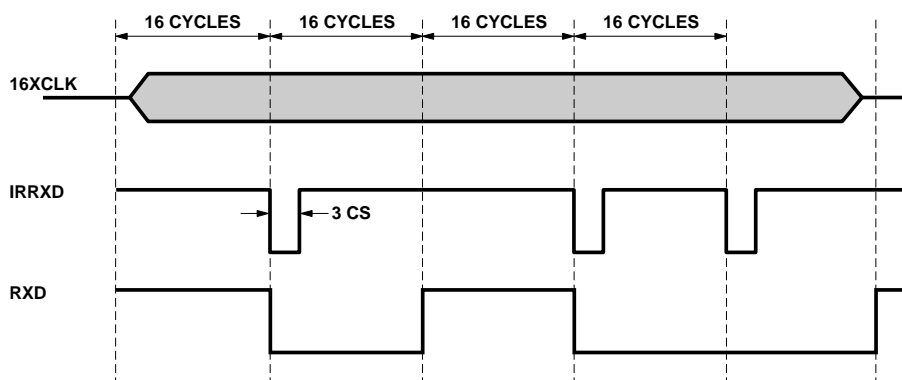 16 CYCLES 16 CYCLES 16 CYCLES 16 CYCLES
16XCLK
IRRXD
3 CS
RXD